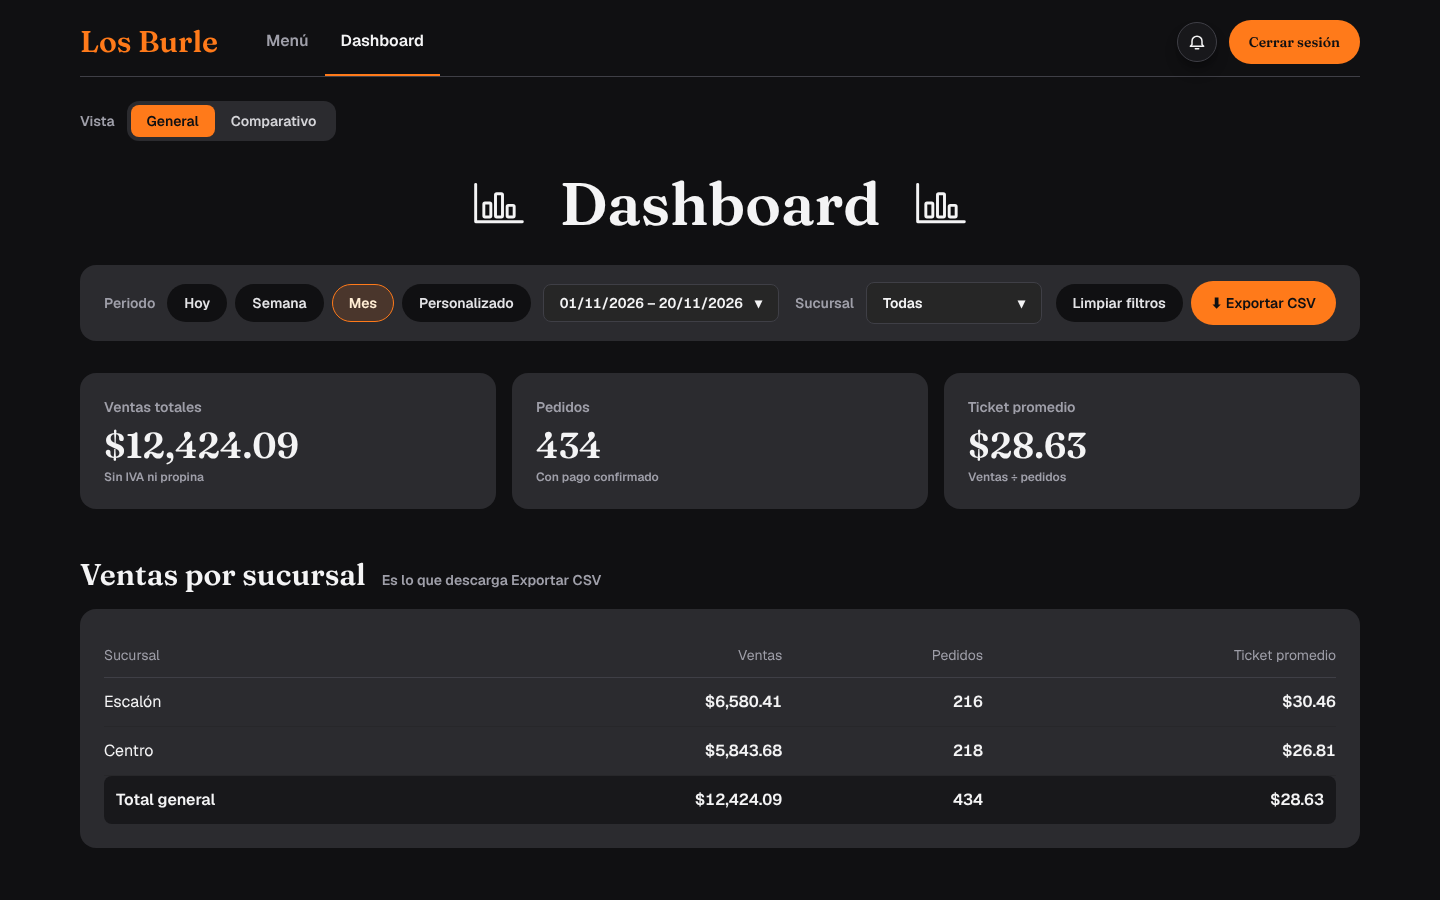 Los Burle Menú Dashboard Cerrar sesión
Vista General Comparativo
Dashboard
Periodo Hoy Semana Mes Personalizado 01/11/2026 – 20/11/2026 ▼ Sucursal Todas ▼ Limpiar filtros ⬇ Exportar CSV
Ventas totales
$12,424.09
Sin IVA ni propina
Pedidos
434
Con pago confirmado
Ticket promedio
$28.63
Ventas ÷ pedidos
Ventas por sucursal Es lo que descarga Exportar CSV
Sucursal Ventas Pedidos Ticket promedio
Escalón $6,580.41 216 $30.46
Centro $5,843.68 218 $26.81
Total general $12,424.09 434 $28.63